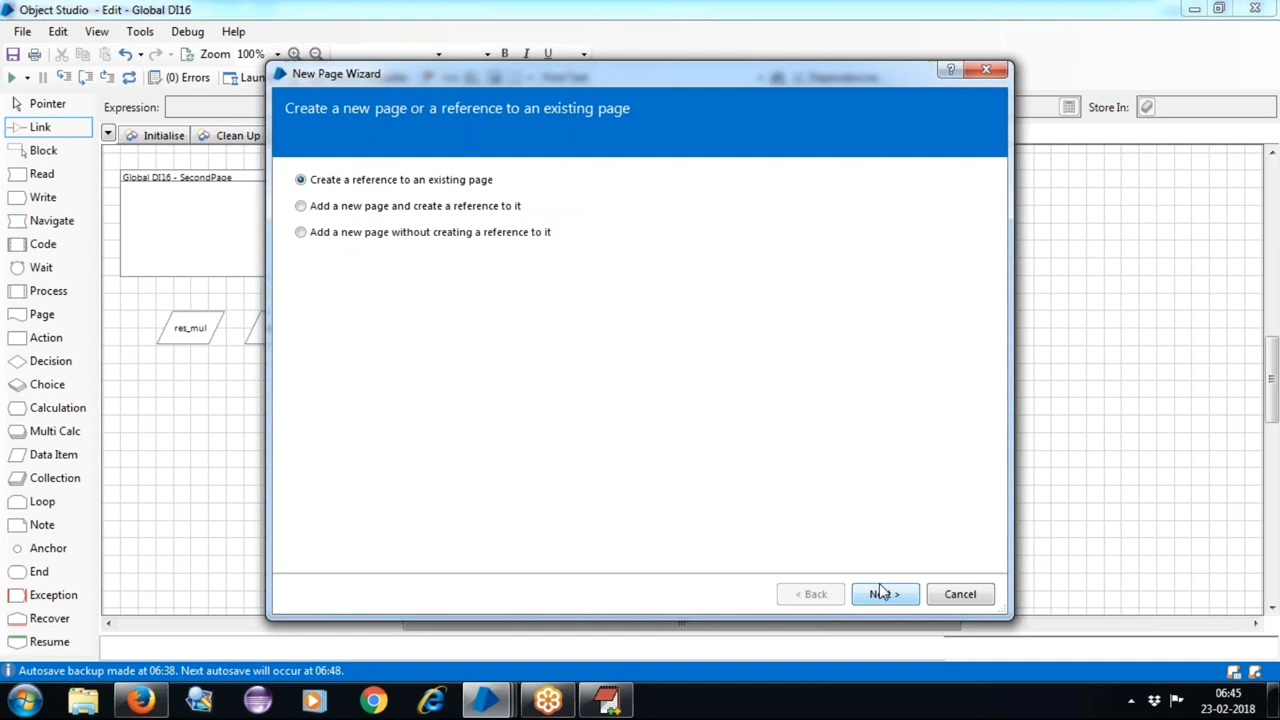 Object Studio - Edit - Global DI16
File Edit View Tools Debug Help
Zoom 100% B I U
(0) Errors Laun Find Text Dependencies
Pointer
Expression:
Store In:
Link
Initialise Clean Up
Block
Read
Write
Navigate
Code
Wait
Process
Page
Action
Decision
Choice
Calculation
Multi Calc
Data Item
Collection
Loop
Note
Anchor
End
Exception
Recover
Resume
Global DI16 - SecondPage
res_mul
New Page Wizard
?
Create a new page or a reference to an existing page
Create a reference to an existing page
Add a new page and create a reference to it
Add a new page without creating a reference to it
< Back Next > Cancel
Autosave backup made at 06:38. Next autosave will occur at 06:48.
06:45
23-02-2018